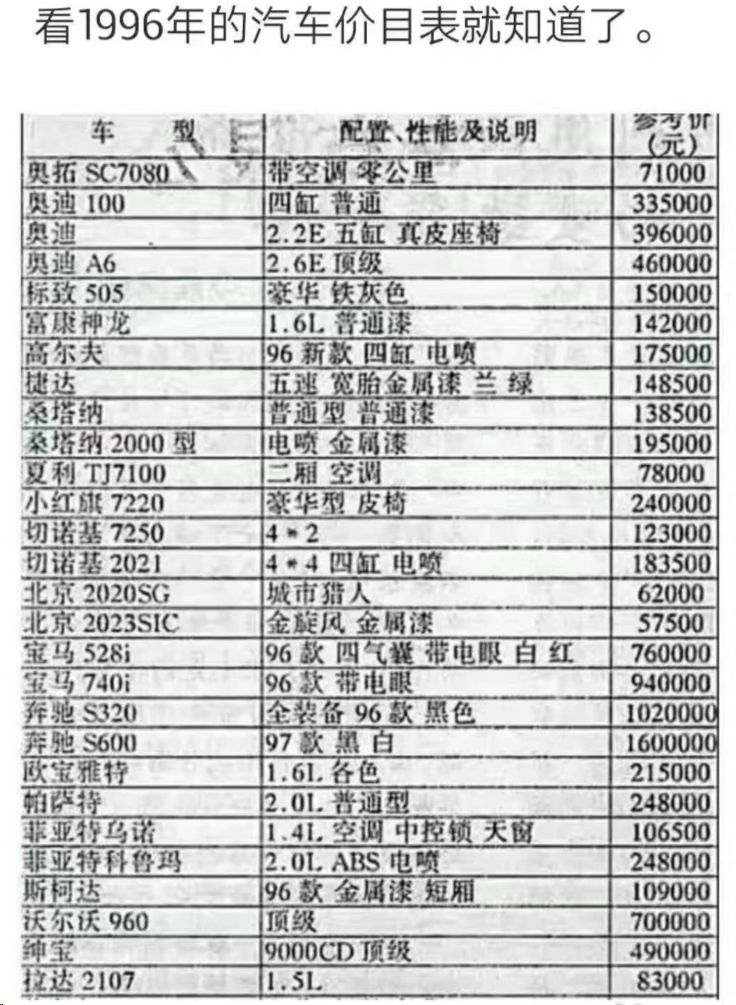 看1996年的汽车价目表就知道了。
车 型 配置、性能及说明 参考价
(元)
奥拓 SC7080 带空调 零公里 71000
奥迪 100 四缸 普通 335000
奥迪 2.2E 五缸 真皮座椅 396000
奥迪 A6 2.6E 顶级 460000
标致 505 豪华 铁灰色 150000
富康神龙 1.6L 普通漆 142000
高尔夫 96 新款 四缸 电喷 175000
捷达 五速 宽胎金属漆 兰 绿 148500
桑塔纳 普通型 普通漆 138500
桑塔纳 2000 型 电喷 金属漆 195000
夏利 TJ7100 二厢 空调 78000
小红旗 7220 豪华型 皮椅 240000
切诺基 7250 4*2 123000
切诺基 2021 4*4 四缸 电喷 183500
北京 2020SG 城市猎人 62000
北京 2023SIC 金旋风 金属漆 57500
宝马 528i 96款 四气囊 带电眼 白 红 760000
宝马 740i 96款 带电眼 940000
奔驰 S320 全装备 96款 黑色 1020000
奔驰 S600 97款 黑 白 1600000
欧宝雅特 1.6L 各色 215000
帕萨特 2.0L 普通型 248000
菲亚特乌诺 1.4L 空调 中控锁 天窗 106500
菲亚特科鲁玛 2.0L ABS 电喷 248000
斯柯达 96款 金属漆 短厢 109000
沃尔沃 960 顶级 700000
绅宝 9000CD 顶级 490000
拉达 2107 1.5L 83000